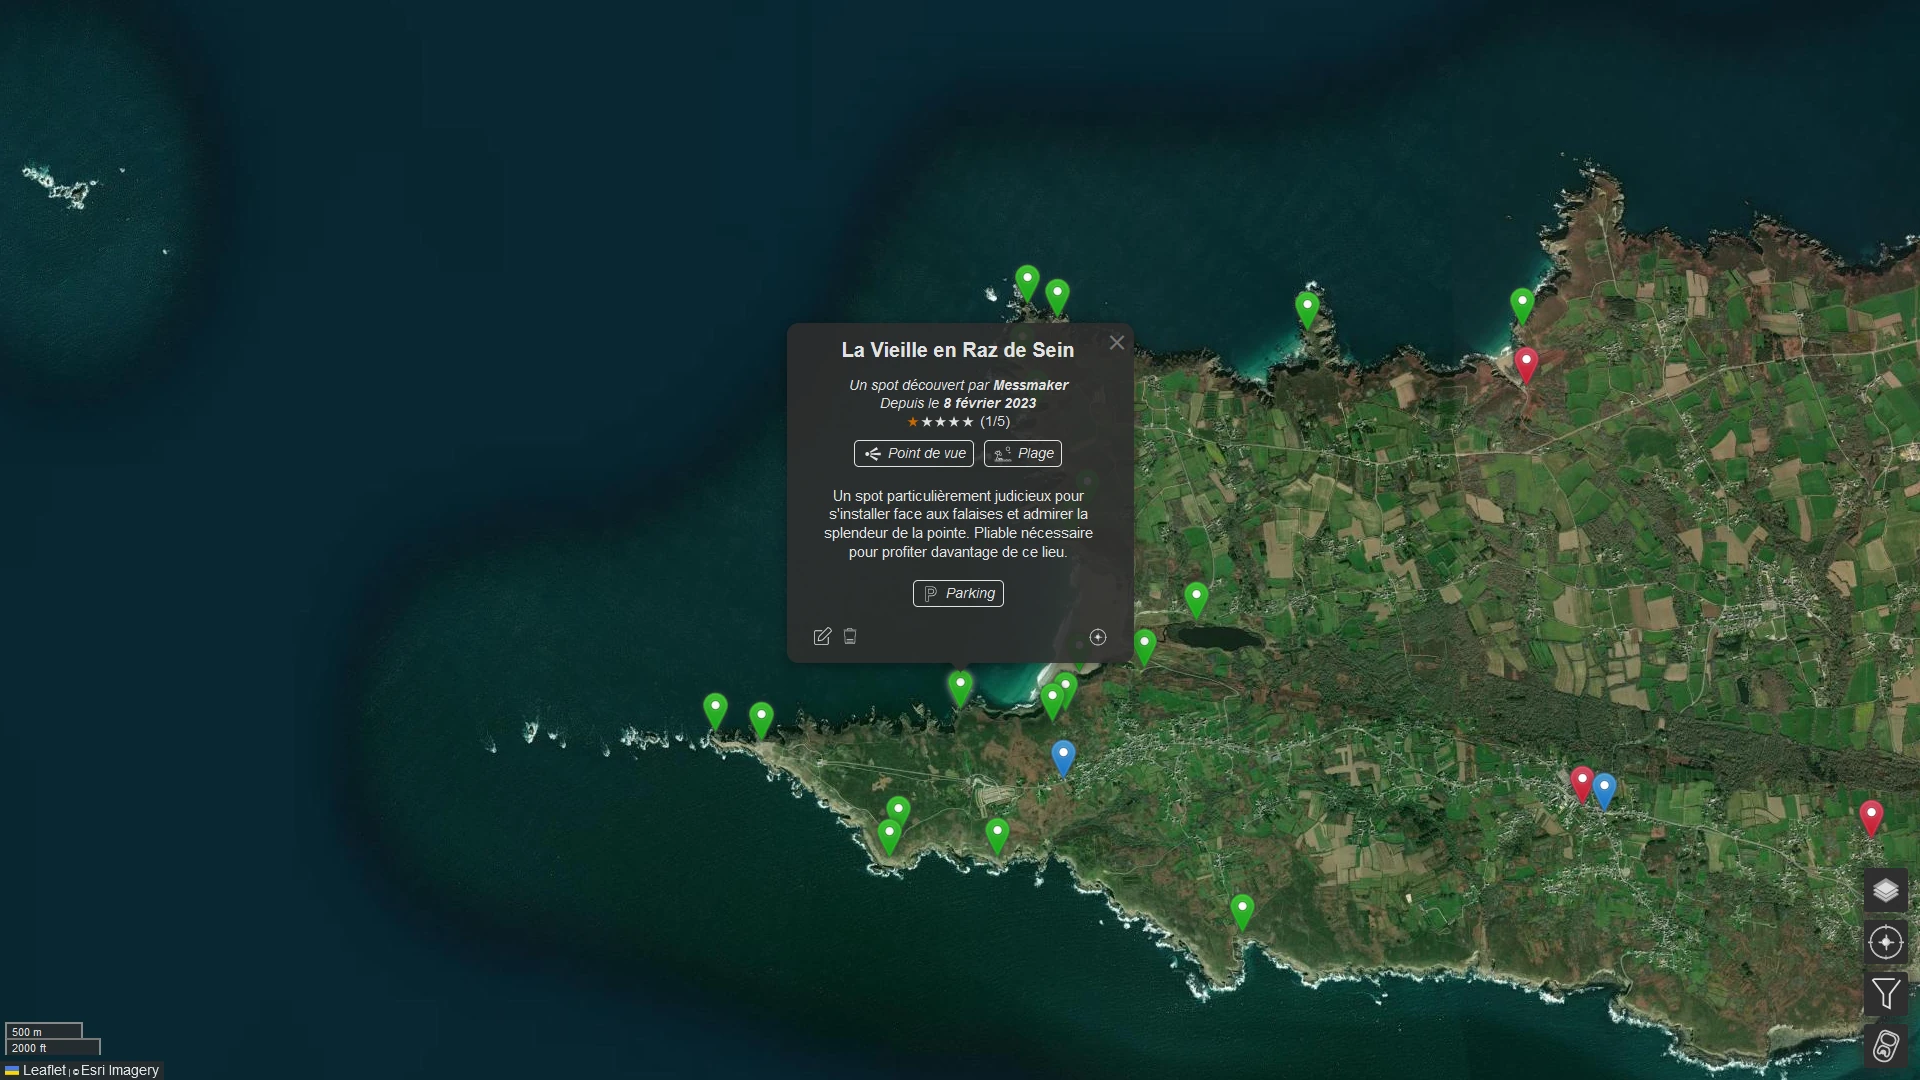 La Vieille en Raz de Sein
Un spot découvert par Messmaker
Depuis le 8 février 2023
★★★★★ (1/5)
Point de vue
Plage
Un spot particulièrement judicieux pour
s'installer face aux falaises et admirer la
splendeur de la pointe. Pliable nécessaire
pour profiter davantage de ce lieu.
Parking
500 m
2000 ft
Leaflet | © Esri Imagery